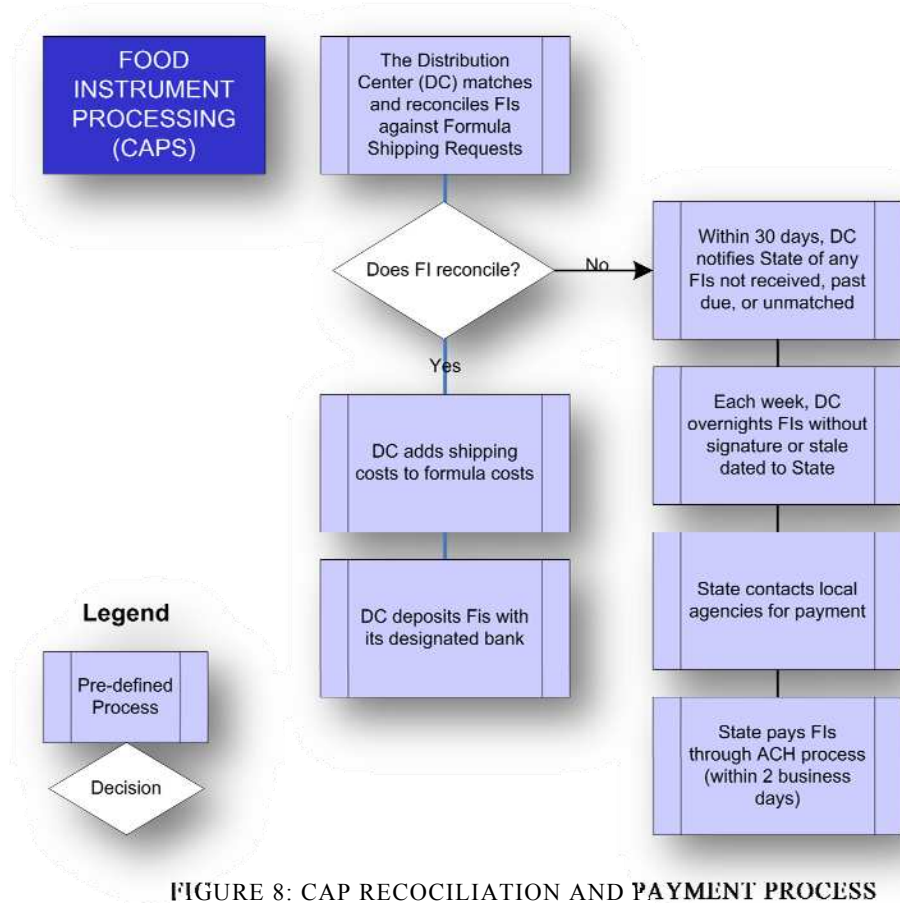 FOOD
INSTRUMENT
PROCESSING
(CAPS)
The Distribution
Center (DC) matches
and reconciles FIs
against Formula
Shipping Requests
Does FI reconcile?
No
Within 30 days, DC
notifies State of any
FIs not received, past
due, or unmatched
Yes
Each week, DC
overnights FIs without
signature or stale
dated to State
DC adds shipping
costs to formula costs
State contacts local
agencies for payment
DC deposits Fis with
its designated bank
State pays FIs
through ACH process
(within 2 business
days)
Legend
Pre-defined
Process
Decision
FIGURE 8: CAP RECOCILIATION AND PAYMENT PROCESS